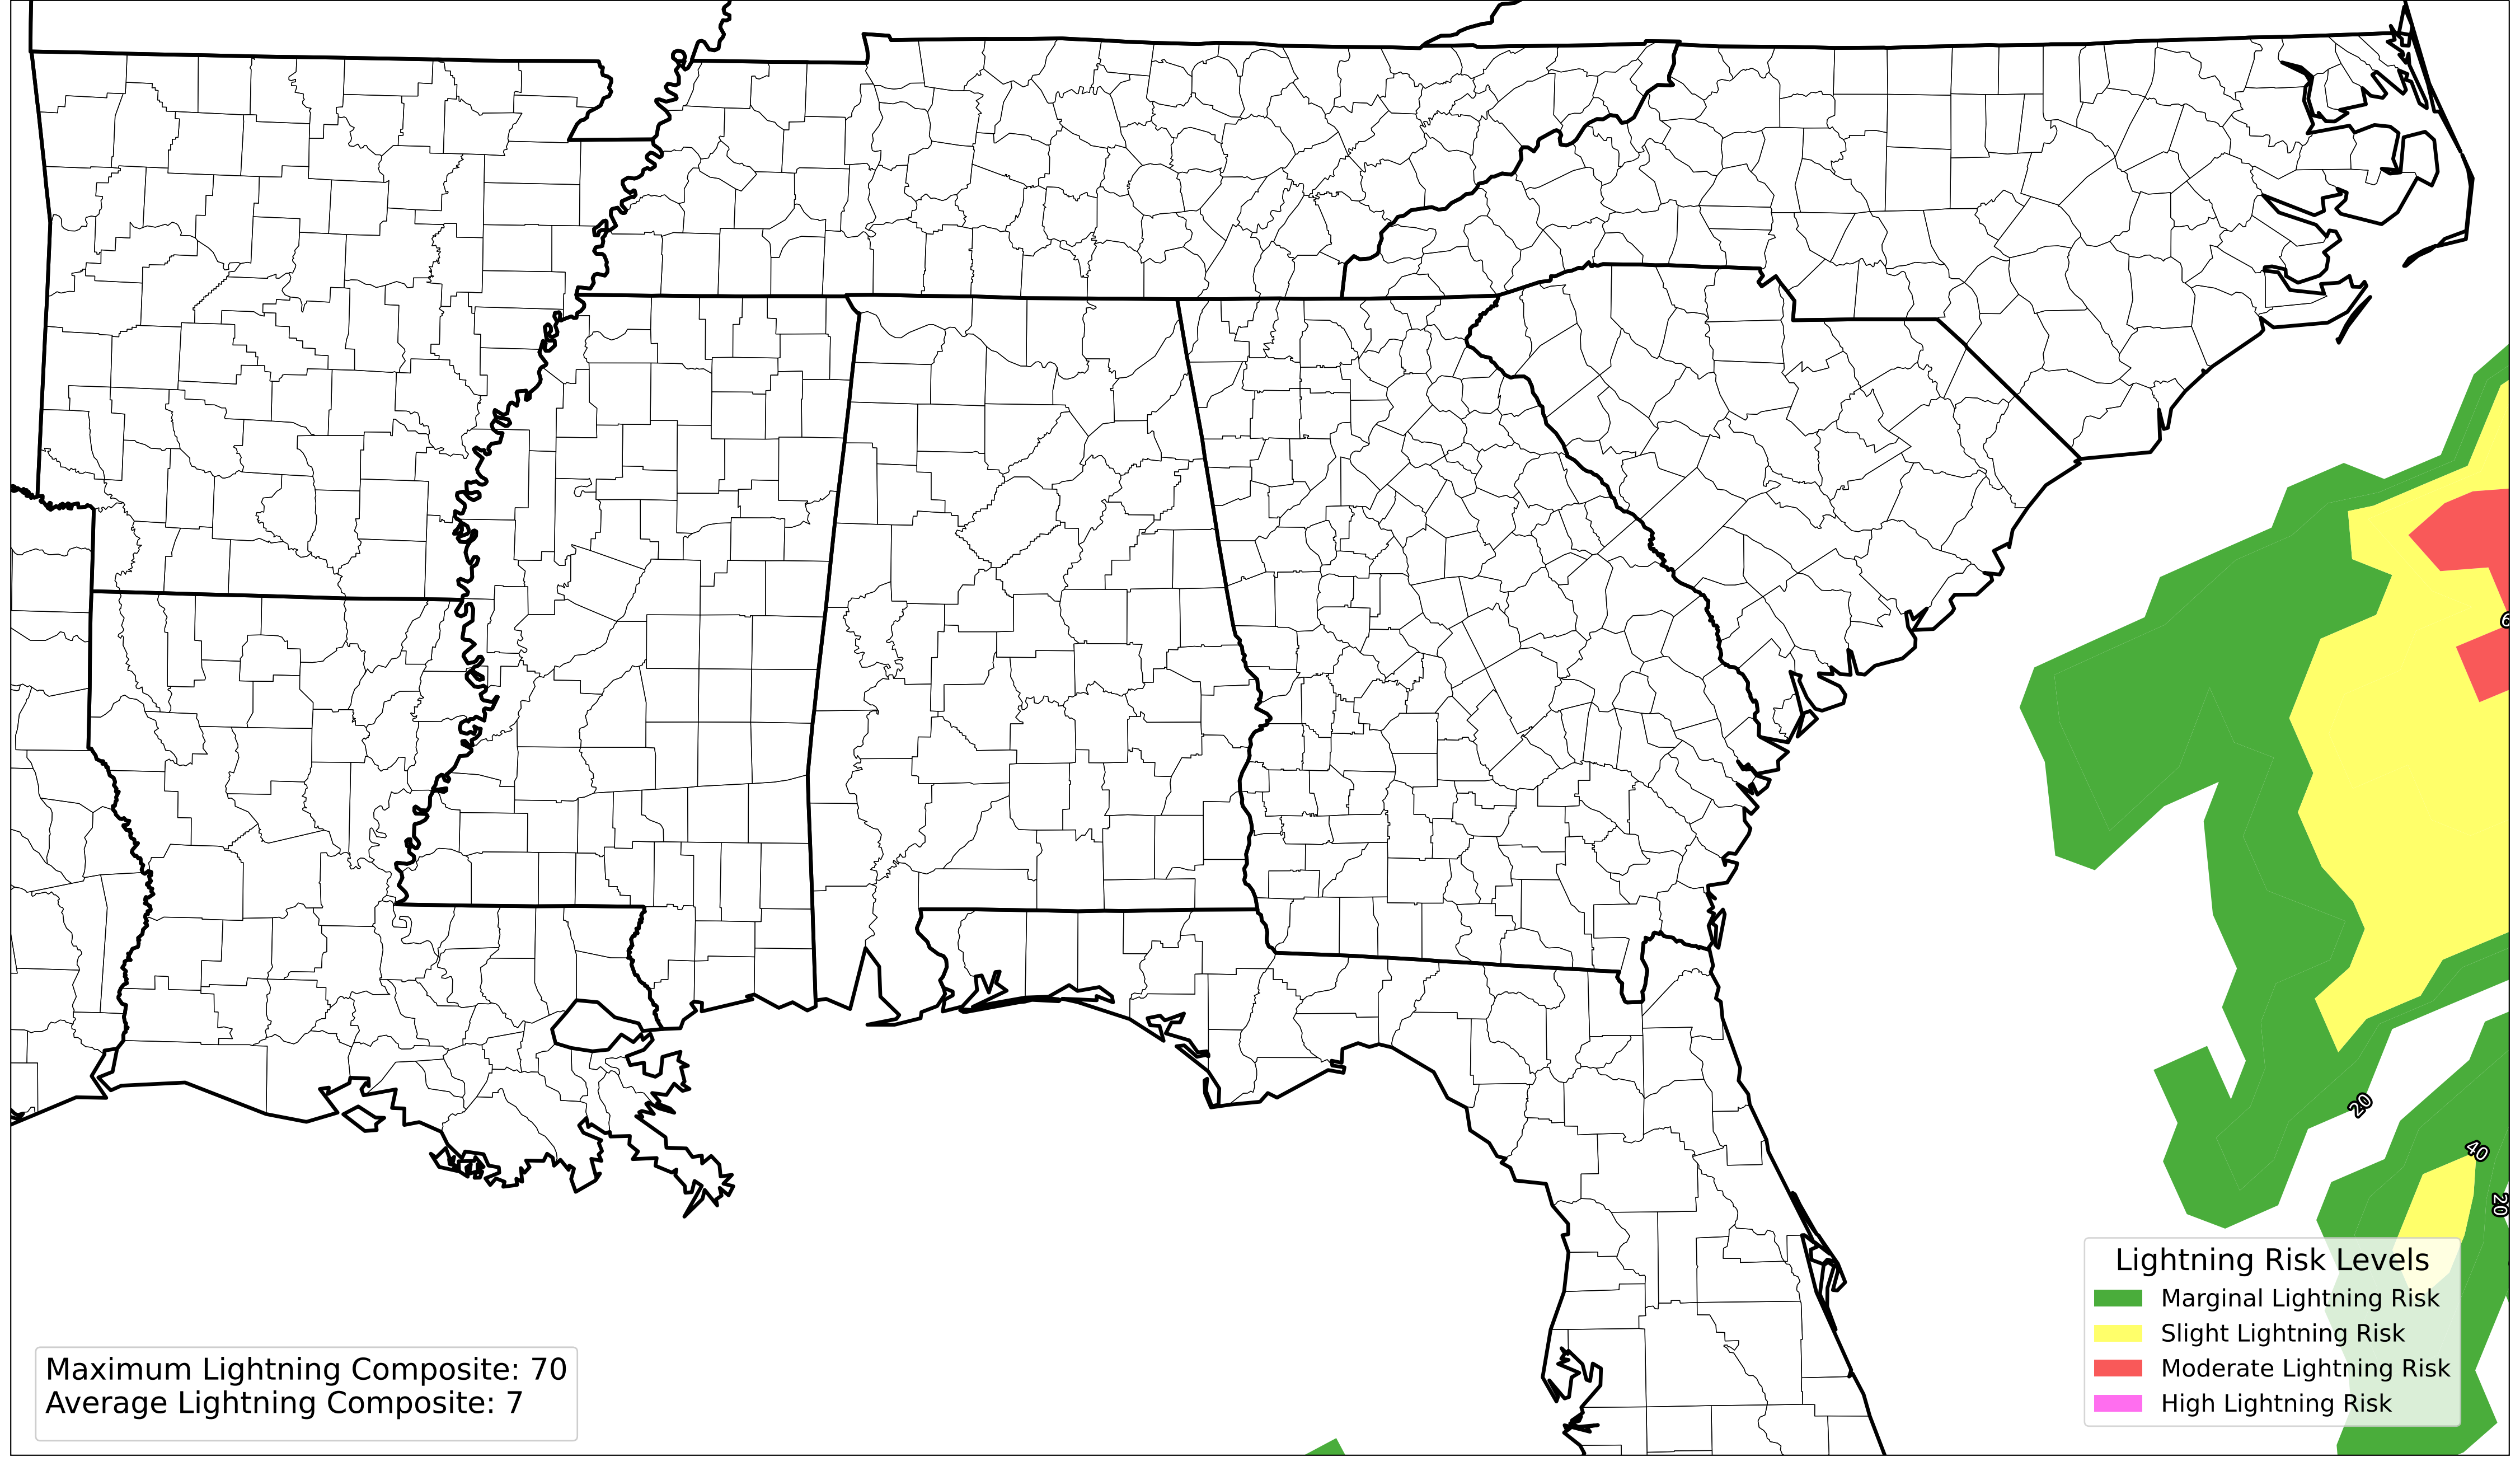 6
20
40
20
Lightning Risk Levels
Marginal Lightning Risk
Slight Lightning Risk
Moderate Lightning Risk
High Lightning Risk
Maximum Lightning Composite: 70
Average Lightning Composite: 7